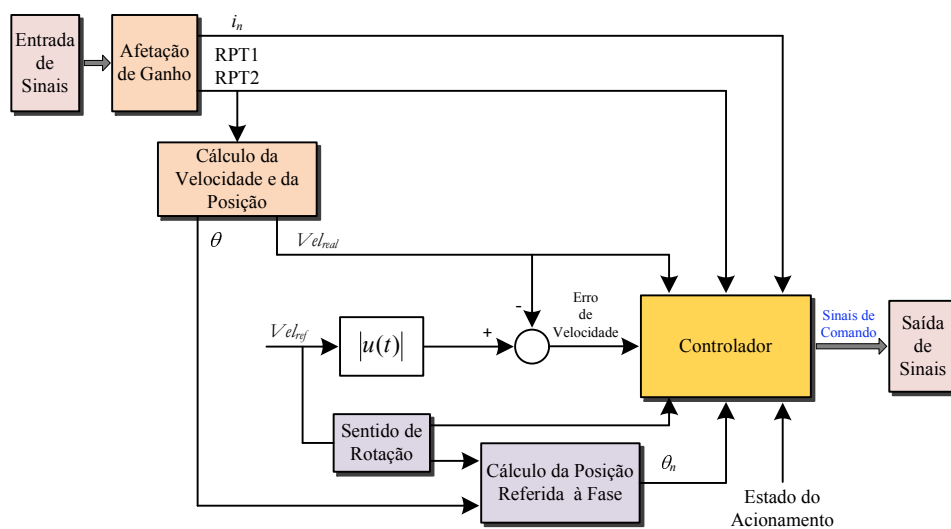 Entrada
de
Sinais
Afetação
de Ganho
i_n
RPT1
RPT2
Cálculo da
Velocidade e da
Posição
θ
Vel_real
-
Erro
de
Velocidade
Vel_ref
|u(t)|
+
Controlador
Sinais de
Comando
Saída
de
Sinais
Sentido de
Rotação
Cálculo da Posição
Referida à Fase
θ_n
Estado do
Acionamento